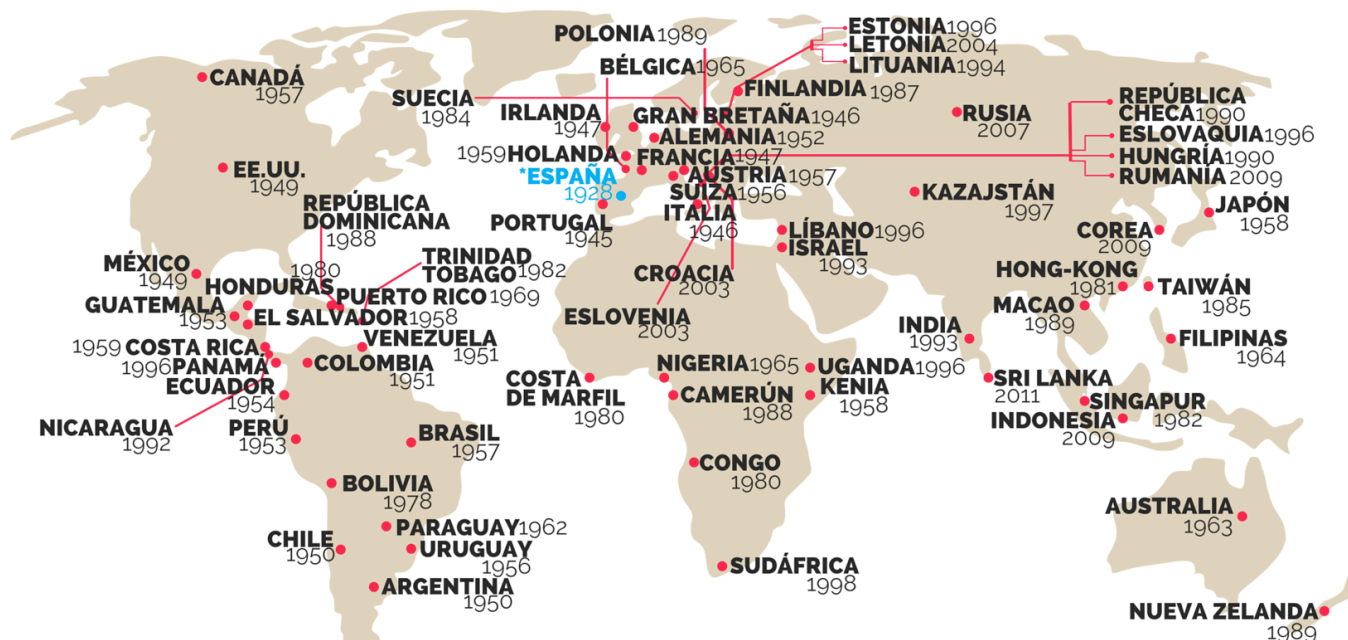 POLONIA 1989
ESTONIA 1996
LETONIA 2004
LITUANIA 1994
BÉLGICA 1965
CANADÁ
1957
FINLANDIA
1987
SUECIA
1984
IRLANDA
1947
GRAN BRETAÑA 1946
ALEMANIA 1952
RUSIA
2007
REPÚBLICA
CHECA 1990
ESLOVAQUIA 1996
HUNGRÍA 1990
RUMANÍA 2009
1959 HOLANDA
FRANCIA 1947
EE.UU.
1949
*ESPAÑA
1928
AUSTRIA 1957
SUIZA 1956
ITALIA
1946
PORTUGAL
1945
KAZAJSTÁN
1997
JAPÓN
1958
REPÚBLICA
DOMINICANA
1988
LÍBANO 1996
ISRAEL
1993
COREA
2009
MÉXICO
1949
TRINIDAD
TOBAGO 1982
CROACIA
2003
HONG-KONG
1981
TAIWÁN
1985
1980
HONDURAS
PUERTO RICO 1969
GUATEMALA
1953
EL SALVADOR 1958
ESLOVENIA
2003
MACAO
1989
INDIA
1993
FILIPINAS
1964
1959 COSTA RICA
VENEZUELA
1951
1996 PANAMÁ
COLOMBIA
1951
NIGERIA 1965
UGANDA 1996
ECUADOR
1954
COSTA
DE MARFIL
1980
CAMERÚN
1988
KENIA
1958
SRI LANKA
2011
SINGAPUR
1982
INDONESIA
2009
NICARAGUA
1992
PERÚ
1953
BRASIL
1957
CONGO
1980
BOLIVIA
1978
AUSTRALIA
1963
PARAGUAY 1962
CHILE
1950
URUGUAY
1956
SUDÁFRICA
1998
ARGENTINA
1950
NUEVA ZELANDA
1989